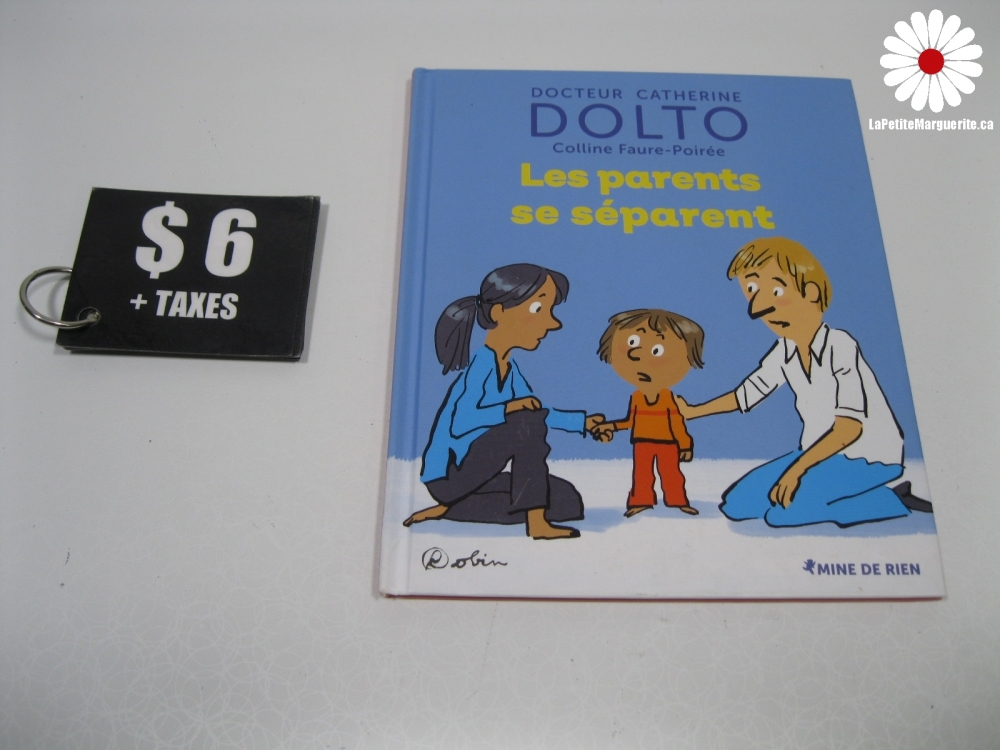 LaPetiteMarguerite.ca
DOCTEUR CATHERINE
DOLTO
Colline Faure-Poirée
Les parents
se séparent
$ 6
+ TAXES
Robin
MINE DE RIEN